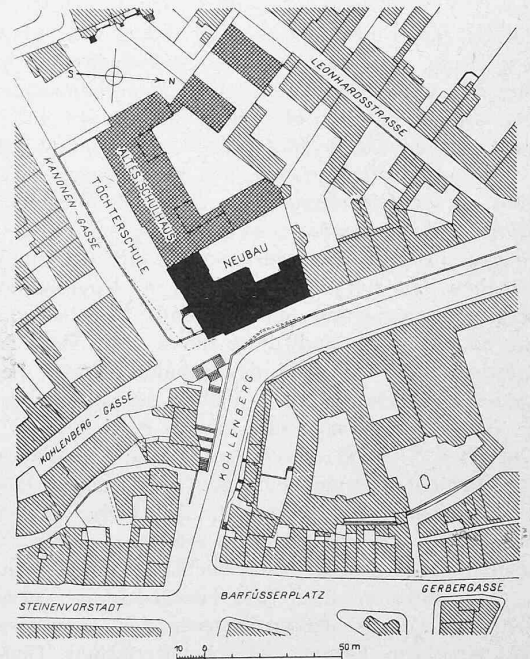 S N
LEONHARDSSTRASSE
KANONEN-GASSE
TÖCHTERSCHULE
ALTES SCHULHAUS
NEUBAU
KOHLENBERG
KOHLENBERG-GASSE
STEINENVORSTADT
BARFÜSSERPLATZ
GERBERGASSE
10 0 50 m